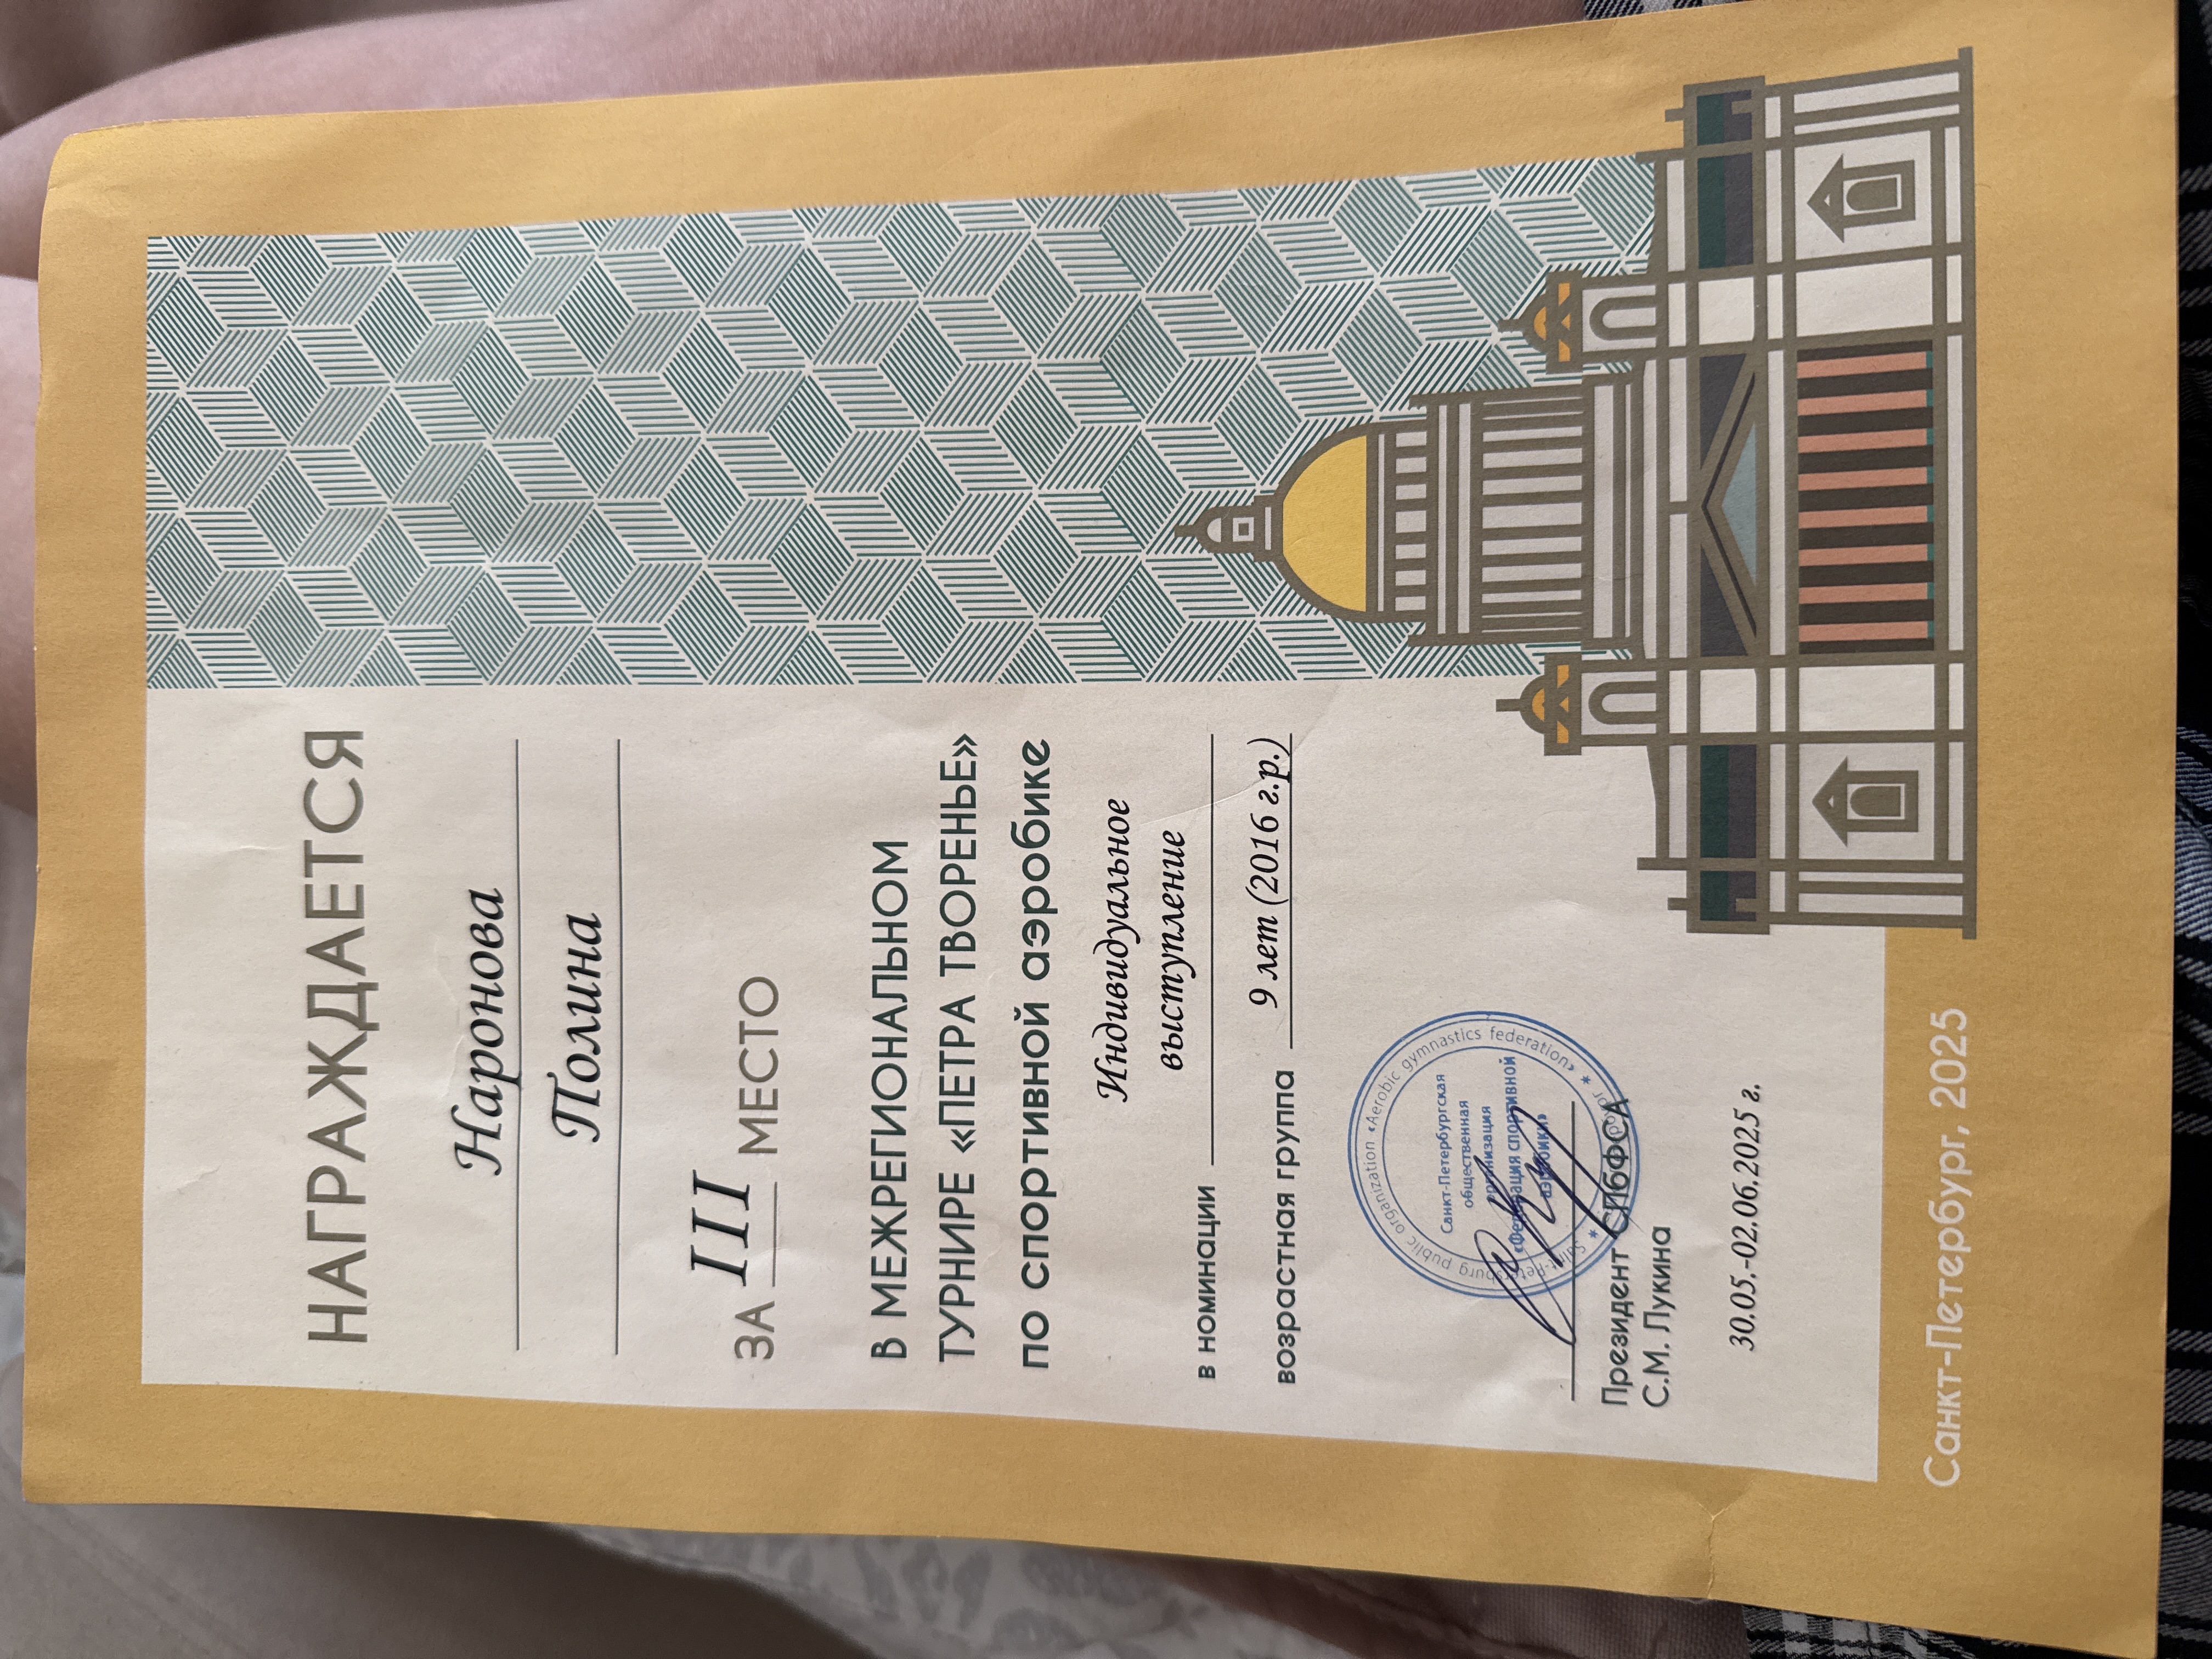 НАГРАЖДАЕТСЯ
Наронова
Полина
ЗА III МЕСТО
В МЕЖРЕГИОНАЛЬНОМ
ТУРНИРЕ «ПЕТРА ТВОРЕНЬЕ»
по спортивной аэробике
Индивидуальное
выступление
в номинации
возрастная группа 9 лет (2016 г.р.)
Saint-Petersburg public organization «Aerobic gymnastics federation»
Санкт-Петербургская
общественная
организация
«Федерация спортивной
аэробики»
Президент СПбФСА
С.М. Лукина
30.05.-02.06.2025 г.
Санкт-Петербург, 2025